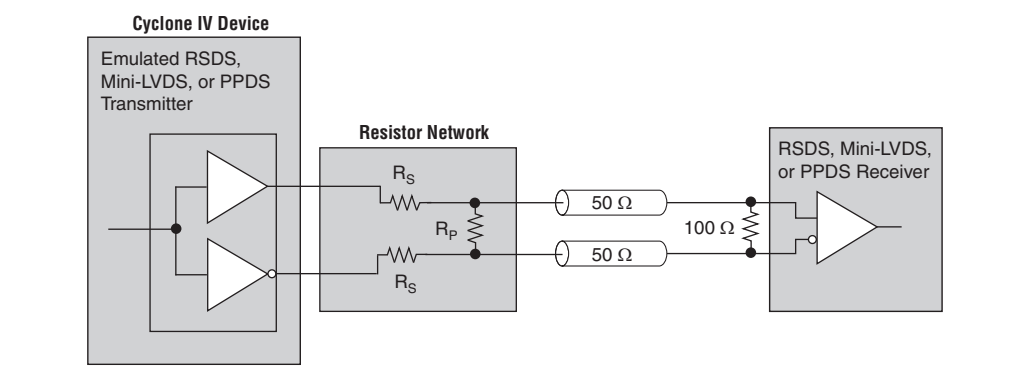 Cyclone IV Device
Emulated RSDS,
Mini-LVDS, or PPDS
Transmitter
Resistor Network
RS
RP
RS
50 Ω
50 Ω
100 Ω
RSDS, Mini-LVDS,
or PPDS Receiver